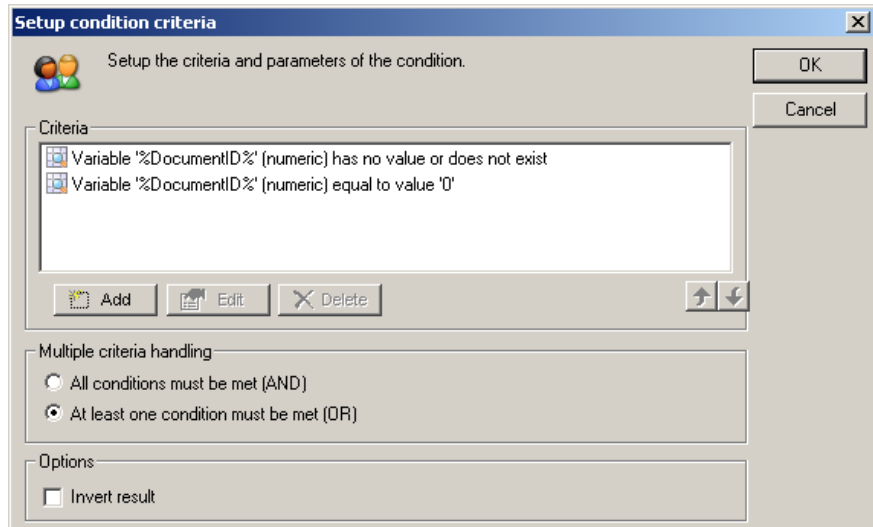 Setup condition criteria
Setup the criteria and parameters of the condition.
OK
Cancel
Criteria
Variable '%DocumentID%' (numeric) has no value or does not exist
Variable '%DocumentID%' (numeric) equal to value '0'
Add
Edit
Delete
Multiple criteria handling
All conditions must be met (AND)
At least one condition must be met (OR)
Options
Invert result